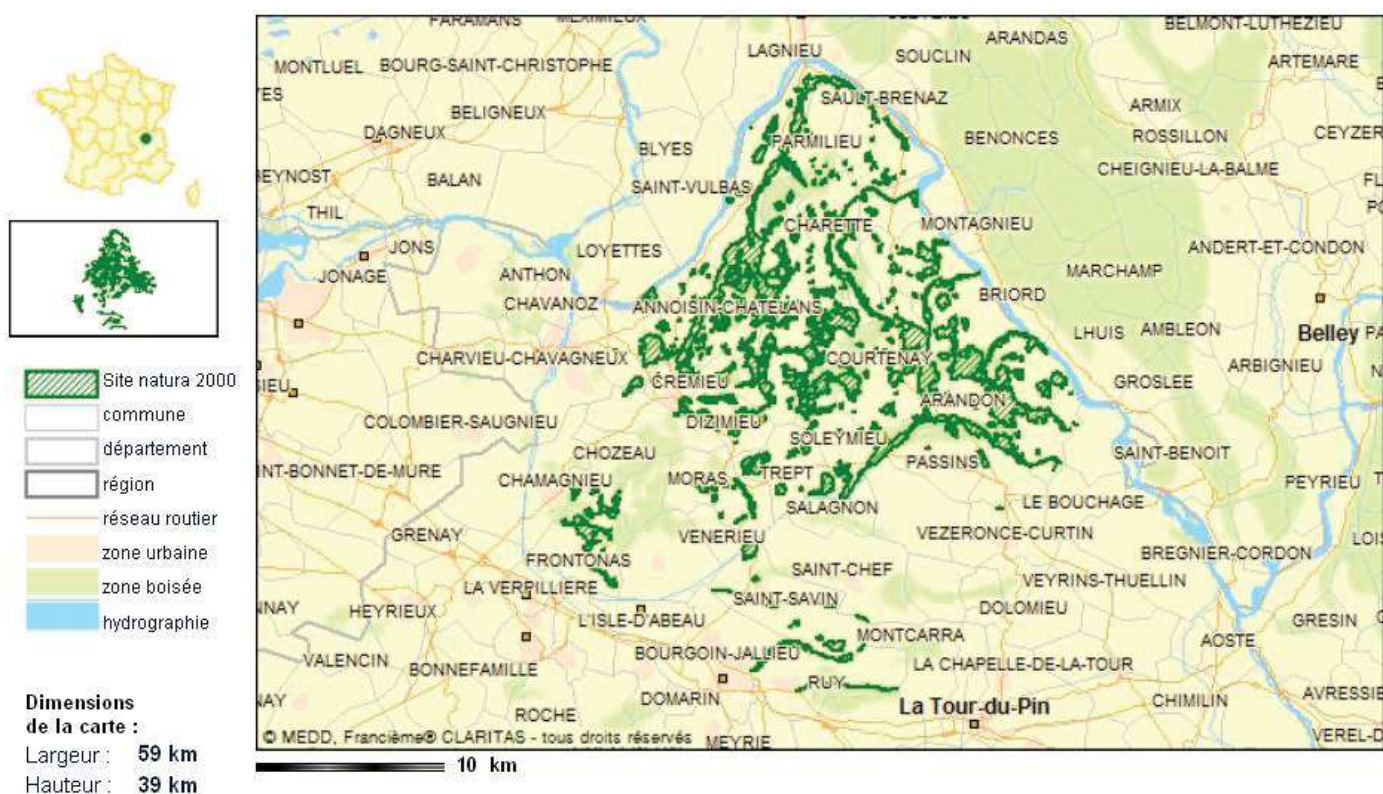 Site natura 2000
commune
département
région
réseau routier
zone urbaine
zone boisée
hydrographie
Dimensions
de la carte :
Largeur : 59 km
Hauteur : 39 km
FARAMANS
BELMONT-LUTHEZIEU
LAGNIEU
SOUCLIN
ARANDAS
MONTLUEL
BOURG-SAINT-CHRISTOPHE
ARTEMARE
SAULT-BRENAZ
BELIGNEUX
ARMIX
DAGNEUX
PARMILIEU
BENONCES
ROSSILLON
BLYES
CHEIGNIEU-LA-BALME
BALAN
SAINT-VULBAS
THIL
CHARETTE
MONTAGNIEU
JONS
LOYETTES
ANDERT-ET-CONDON
JONAGE
ANTHON
MARCHAMP
CHAVANOZ
ANNOISIN-CHATELANS
BRIORD
LHUIS
AMBLEON
Belley
CHARVIEU-CHAVAGNEUX
COURTENAY
ARBIGNIEU
CREMIEU
GROSLEE
ARANDON
COLOMBIER-SAUGNIEU
DIZIMIEU
SOLEYMIEU
CHOZEAU
SAINT-BENOIT
PASSINS
INT-BONNET-DE-MURE
CHAMAGNIEU
MORAS
TREPT
PEYRIEU
SALAGNON
LE BOUCHAGE
GRENAY
VENERIEU
VEZERONCE-CURTIN
FRONTONAS
BREGNIER-CORDON
SAINT-CHEF
VEYRINS-THUELLIN
LA VERPILLIERE
SAINT-SAVIN
HEYRIEUX
DOLOMIEU
L'ISLE-D'ABEAU
GRESIN
MONTCARRA
AOSTE
BOURGOIN-JALLIEU
VALENCIN
BONNEFAMILLE
LA CHAPELLE-DE-LA-TOUR
RUY
DOMARIN
La Tour-du-Pin
CHIMILIN
AVRESSIE
ROCHE
© MEDD, Francième® CLARITAS - tous droits réservés
MEYRIE
VEREL-D
10 km